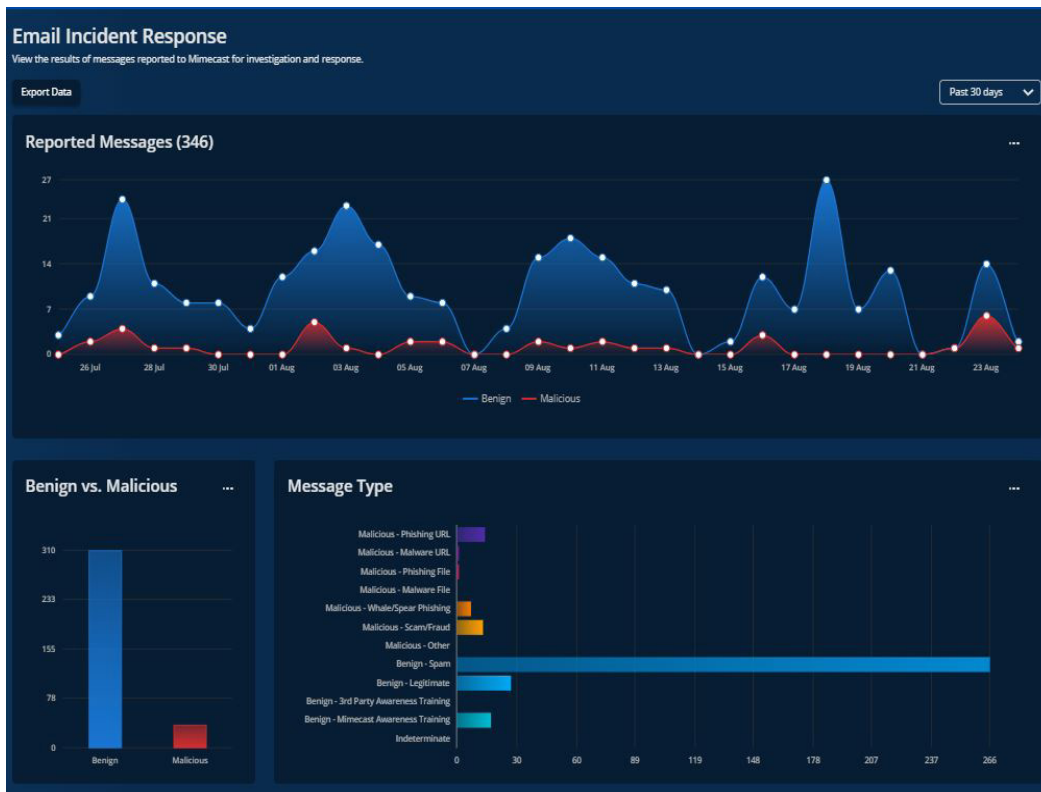 Email Incident Response
View the results of messages reported to Mimecast for investigation and response.
Export Data
Past 30 days
Reported Messages (346)
...
27
21
14
7
0
26 Jul 28 Jul 30 Jul 01 Aug 03 Aug 05 Aug 07 Aug 09 Aug 11 Aug 13 Aug 15 Aug 17 Aug 19 Aug 21 Aug 23 Aug
Benign Malicious
Benign vs. Malicious
...
310
233
155
78
0
Benign Malicious
Message Type
...
Malicious - Phishing URL
Malicious - Malware URL
Malicious - Phishing File
Malicious - Malware File
Malicious - Whale/Spear Phishing
Malicious - Scam/Fraud
Malicious - Other
Benign - Spam
Benign - Legitimate
Benign - 3rd Party Awareness Training
Benign - Mimecast Awareness Training
Indeterminate
0 30 60 89 119 148 178 207 237 266